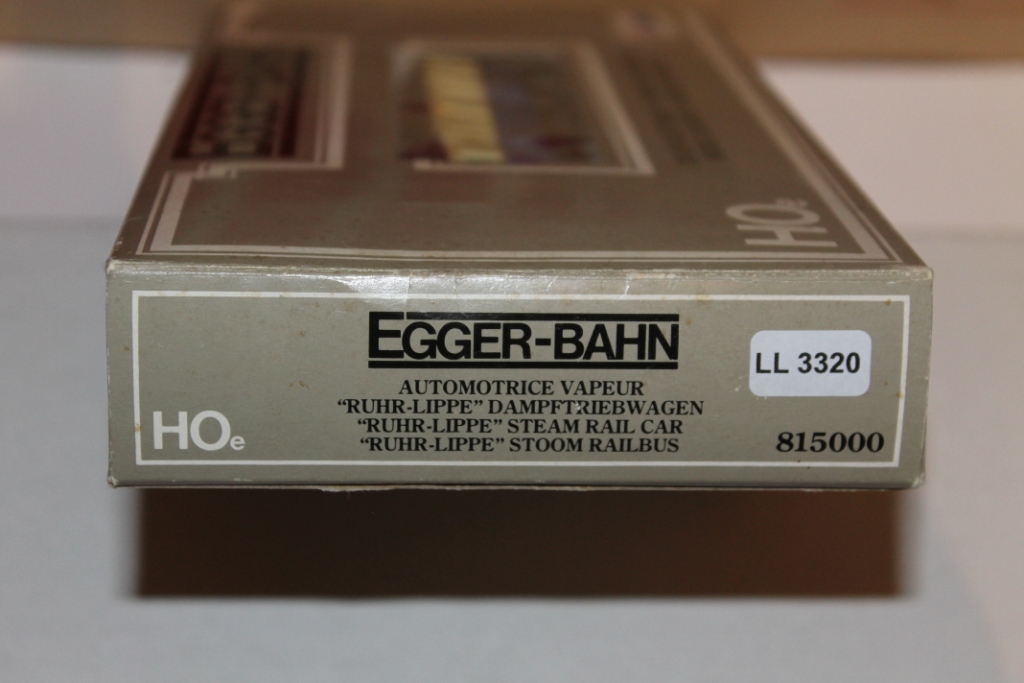 HOe
EGGER-BAHN
AUTOMOTRICE VAPEUR
“RUHR-LIPPE” DAMPFTRIEBWAGEN
“RUHR-LIPPE” STEAM RAIL CAR
“RUHR-LIPPE” STOOM RAILBUS
HOe
LL 3320
815000